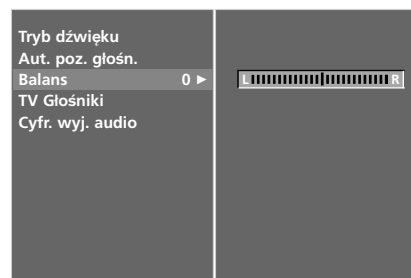 Tryb dźwięku
Aut. poz. głośn.
Balans 0 ►
L R
TV Głośniki
Cyfr. wyj. audio